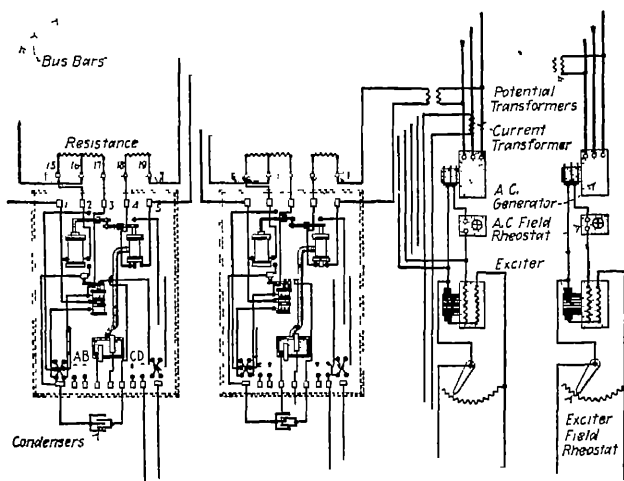 Bus Bars
Resistance
15 16 17 18 19
1 2 3 4 5
AB CD
Condensers
Potential
Transformers
Current
Transformer
A.C.
Generator
A.C Field
Rheostat
Exciter
Exciter
Field
Rheostat